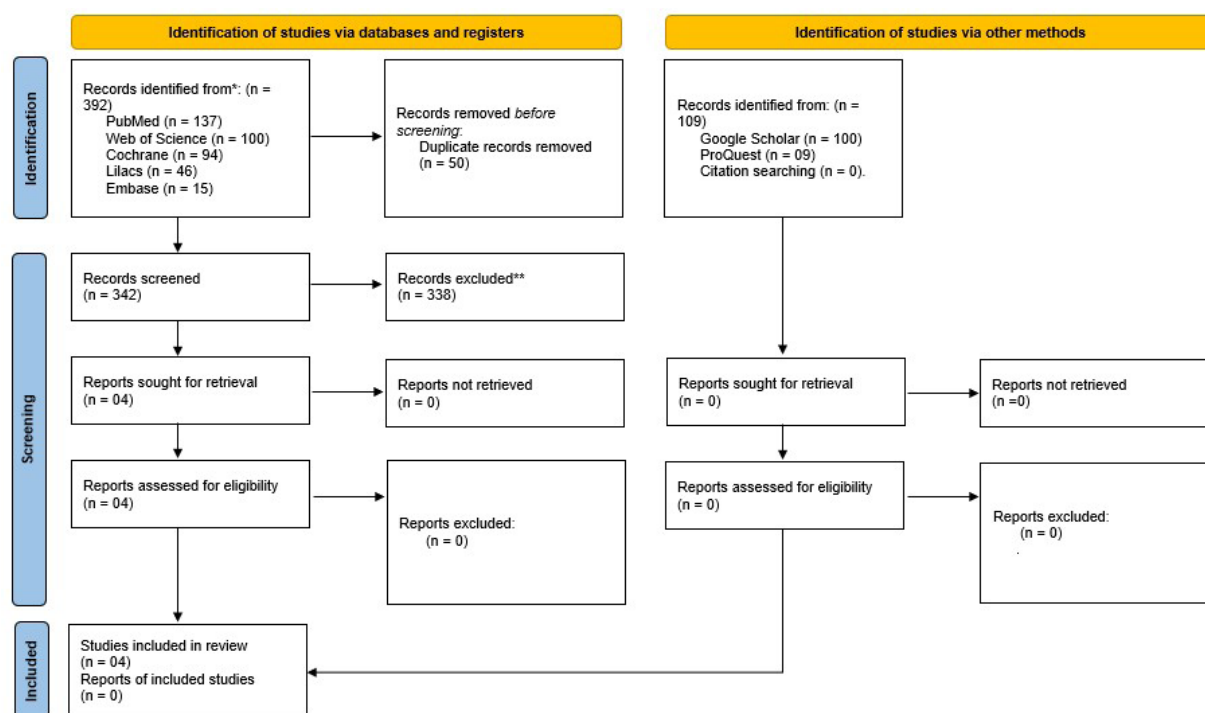 Identification of studies via databases and registers
Identification of studies via other methods
Identification
Records identified from*: (n =
392)
PubMed (n = 137)
Web of Science (n = 100)
Cochrane (n = 94)
Lilacs (n = 46)
Embase (n = 15)
Records removed before
screening:
Duplicate records removed
(n = 50)
Records identified from: (n =
109)
Google Scholar (n = 100)
ProQuest (n = 09)
Citation searching (n = 0).
Screening
Records screened
(n = 342)
Records excluded**
(n = 338)
Reports sought for retrieval
(n = 04)
Reports not retrieved
(n = 0)
Reports sought for retrieval
(n = 0)
Reports not retrieved
(n =0)
Reports assessed for eligibility
(n = 04)
Reports excluded:
(n = 0)
Reports assessed for eligibility
(n = 0)
Reports excluded:
(n = 0)
.
Included
Studies included in review
(n = 04)
Reports of included studies
(n = 0)